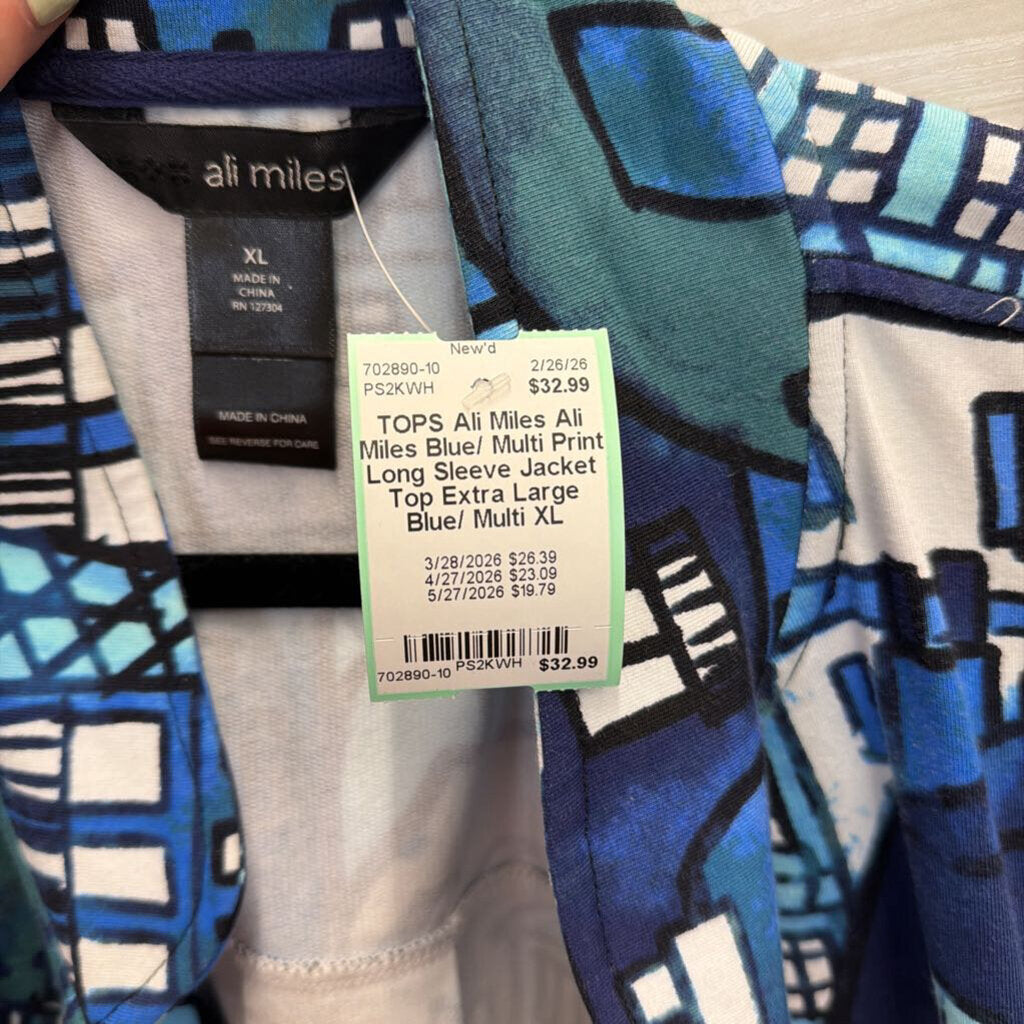 ali miles
XL
MADE IN
CHINA
RN 127304
MADE IN CHINA
SEE REVERSE FOR CARE
New'd
702890-10 2/26/26
PS2KWH $32.99
TOPS Ali Miles Ali
Miles Blue/ Multi Print
Long Sleeve Jacket
Top Extra Large
Blue/ Multi XL
3/28/2026 $26.39
4/27/2026 $23.09
5/27/2026 $19.79
702890-10 PS2KWH $32.99